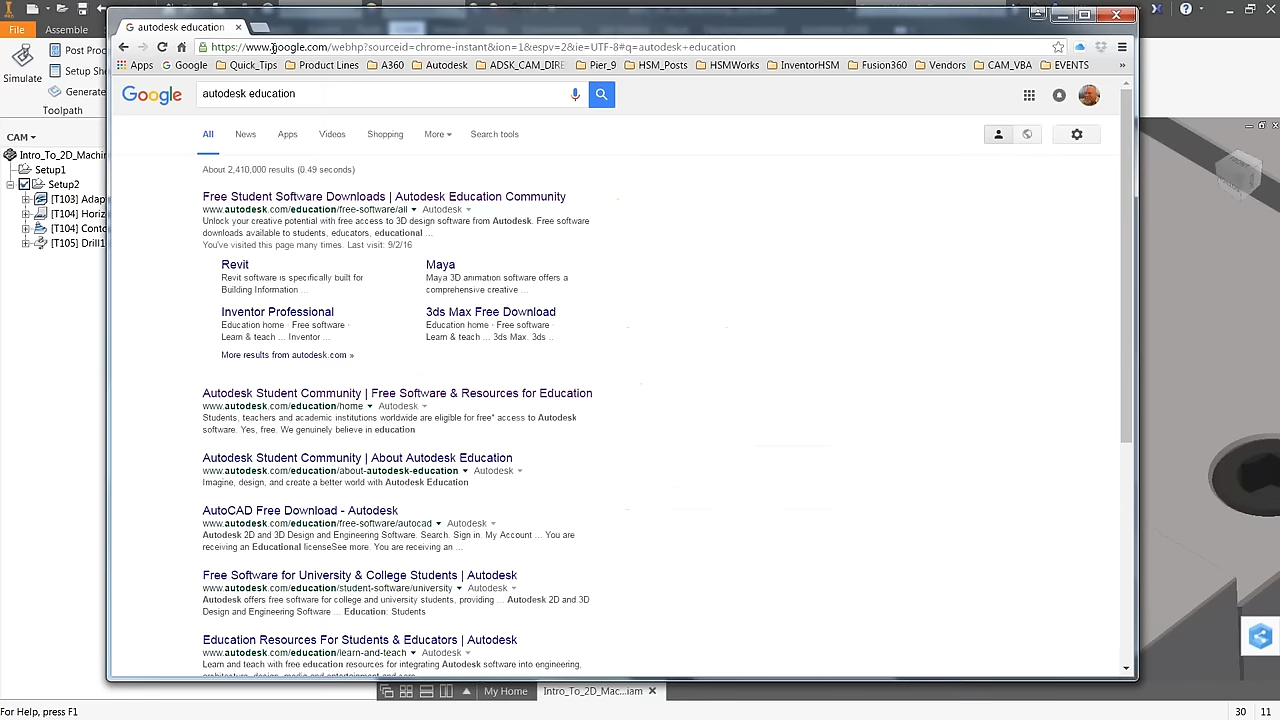 File Assemble
autodesk education
https://www.google.com/webhp?sourceid=chrome-instant&ion=1&espv=2&ie=UTF-8#q=autodesk+education
Apps Google Quick_Tips Product Lines A360 Autodesk ADSK_CAM_DIRE Pier_9 HSM_Posts HSMWorks InventorHSM Fusion360 Vendors CAM_VBA EVENTS »
Simulate
Post Proc
Setup Sh
Generate
Toolpath
CAM
Intro_To_2D_Machin
Setup1
Setup2
[T103] Adap
[T104] Horiz
[T104] Conto
[T105] Drill1
Google autodesk education
All News Apps Videos Shopping More Search tools
About 2,410,000 results (0.49 seconds)
Free Student Software Downloads | Autodesk Education Community
www.autodesk.com/education/free-software/all Autodesk
Unlock your creative potential with free access to 3D design software from Autodesk. Free software
downloads available to students, educators, educational ...
You've visited this page many times. Last visit: 9/2/16
Revit
Revit software is specifically built for
Building Information ...
Maya
Maya 3D animation software offers a
comprehensive creative ...
Inventor Professional
Education home · Free software ·
Learn & teach ... Inventor ...
3ds Max Free Download
Education home · Free software ·
Learn & teach ... 3ds Max. 3ds ..
More results from autodesk.com »
Autodesk Student Community | Free Software & Resources for Education
www.autodesk.com/education/home Autodesk
Students, teachers and academic institutions worldwide are eligible for free* access to Autodesk
software. Yes, free. We genuinely believe in education
Autodesk Student Community | About Autodesk Education
www.autodesk.com/education/about-autodesk-education Autodesk
Imagine, design, and create a better world with Autodesk Education
AutoCAD Free Download - Autodesk
www.autodesk.com/education/free-software/autocad Autodesk
Autodesk 2D and 3D Design and Engineering Software. Search. Sign in. My Account ... You are
receiving an Educational licenseSee more. You are receiving an ...
Free Software for University & College Students | Autodesk
www.autodesk.com/education/student-software/university Autodesk
Autodesk offers free software for college and university students, providing ... Autodesk 2D and 3D
Design and Engineering Software ... Education: Students
Education Resources For Students & Educators | Autodesk
www.autodesk.com/education/learn-and-teach Autodesk
Learn and teach with free education resources for integrating Autodesk software into engineering,
My Home Intro_To_2D_Mac...iam
For Help, press F1 30 11